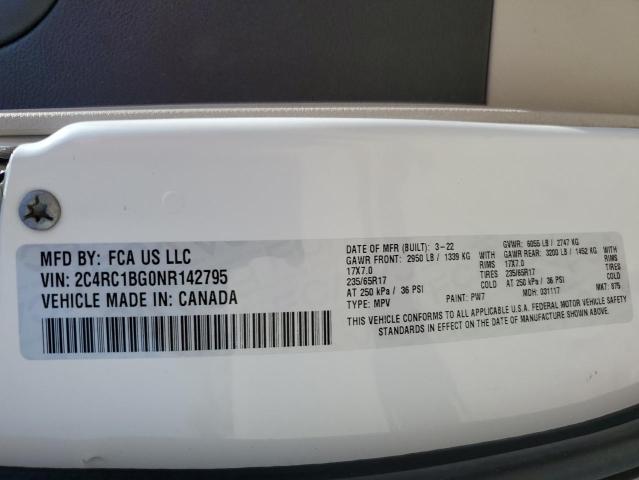 MFD BY: FCA US LLC
VIN: 2C4RC1BG0NR142795
VEHICLE MADE IN: CANADA
DATE OF MFR (BUILT): 3-22 GVWR: 6055 LB / 2747 KG
GAWR FRONT: 2950 LB / 1339 KG WITH GAWR REAR: 3200 LB / 1452 KG WITH
17X7.0 RIMS 17X7.0 RIMS
235/65R17 TIRES 235/65R17 TIRES
AT 250 kPa / 36 PSI COLD AT 250 kPa / 36 PSI COLD
TYPE: MPV PAINT: PW7 MDH: 031117 MKT: 875
THIS VEHICLE CONFORMS TO ALL APPLICABLE U.S.A. FEDERAL MOTOR VEHICLE SAFETY
STANDARDS IN EFFECT ON THE DATE OF MANUFACTURE SHOWN ABOVE.